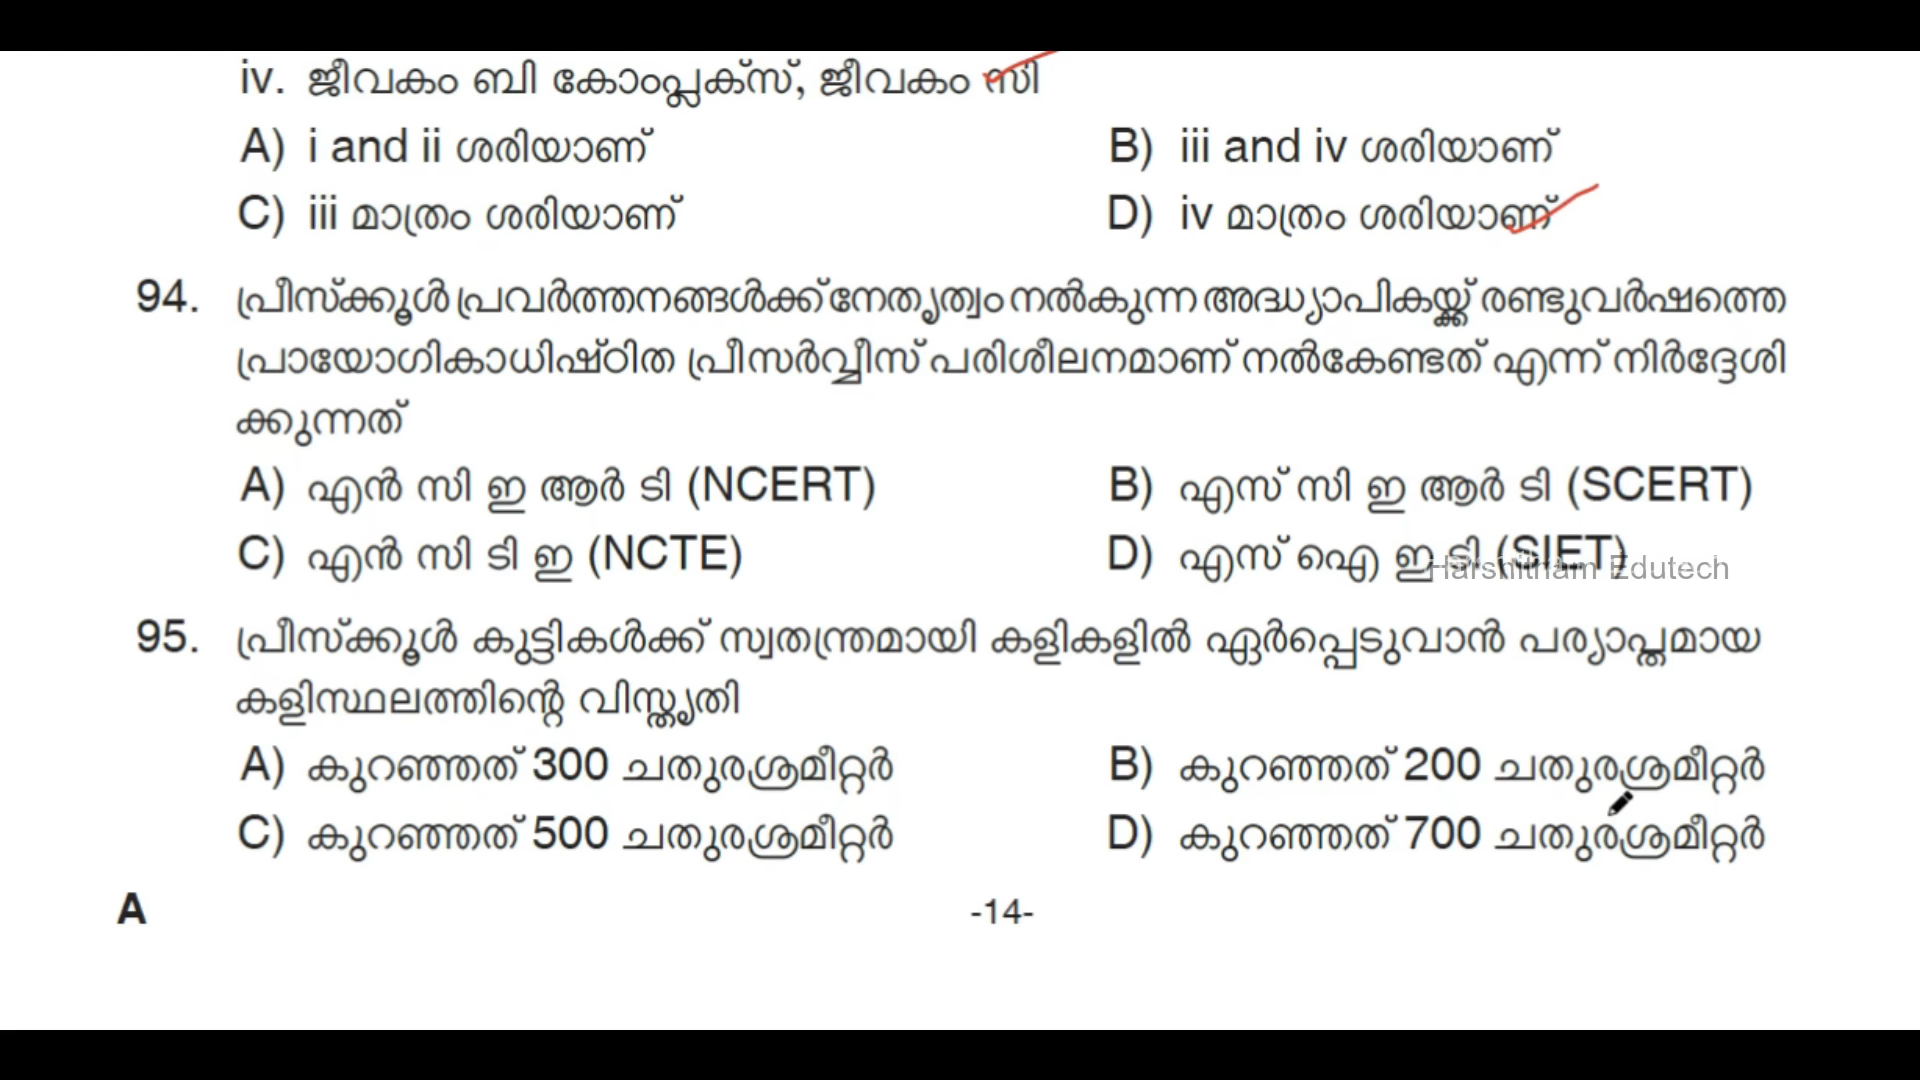 iv. ജീവകം ബി കോംപ്ലക്സ്, ജീവകം സി
A) i and ii ശരിയാണ് B) iii and iv ശരിയാണ്
C) iii മാത്രം ശരിയാണ് D) iv മാത്രം ശരിയാണ്
94. പ്രീസ്ക്കൂൾ പ്രവർത്തനങ്ങൾക്ക് നേതൃത്വം നൽകുന്ന അദ്ധ്യാപികയ്ക്ക് രണ്ടുവർഷത്തെ
പ്രായോഗികാധിഷ്ഠിത പ്രീസർവ്വീസ് പരിശീലനമാണ് നൽകേണ്ടത് എന്ന് നിർദ്ദേശി
ക്കുന്നത്
A) എൻ സി ഇ ആർ ടി (NCERT) B) എസ് സി ഇ ആർ ടി (SCERT)
C) എൻ സി ടി ഇ (NCTE) D) എസ് ഐ ഇ ടി (SIET)
Harshitham Edutech
95. പ്രീസ്ക്കൂൾ കുട്ടികൾക്ക് സ്വതന്ത്രമായി കളികളിൽ ഏർപ്പെടുവാൻ പര്യാപ്തമായ
കളിസ്ഥലത്തിന്റെ വിസ്തൃതി
A) കുറഞ്ഞത് 300 ചതുരശ്രമീറ്റർ B) കുറഞ്ഞത് 200 ചതുരശ്രമീറ്റർ
C) കുറഞ്ഞത് 500 ചതുരശ്രമീറ്റർ D) കുറഞ്ഞത് 700 ചതുരശ്രമീറ്റർ
A -14-